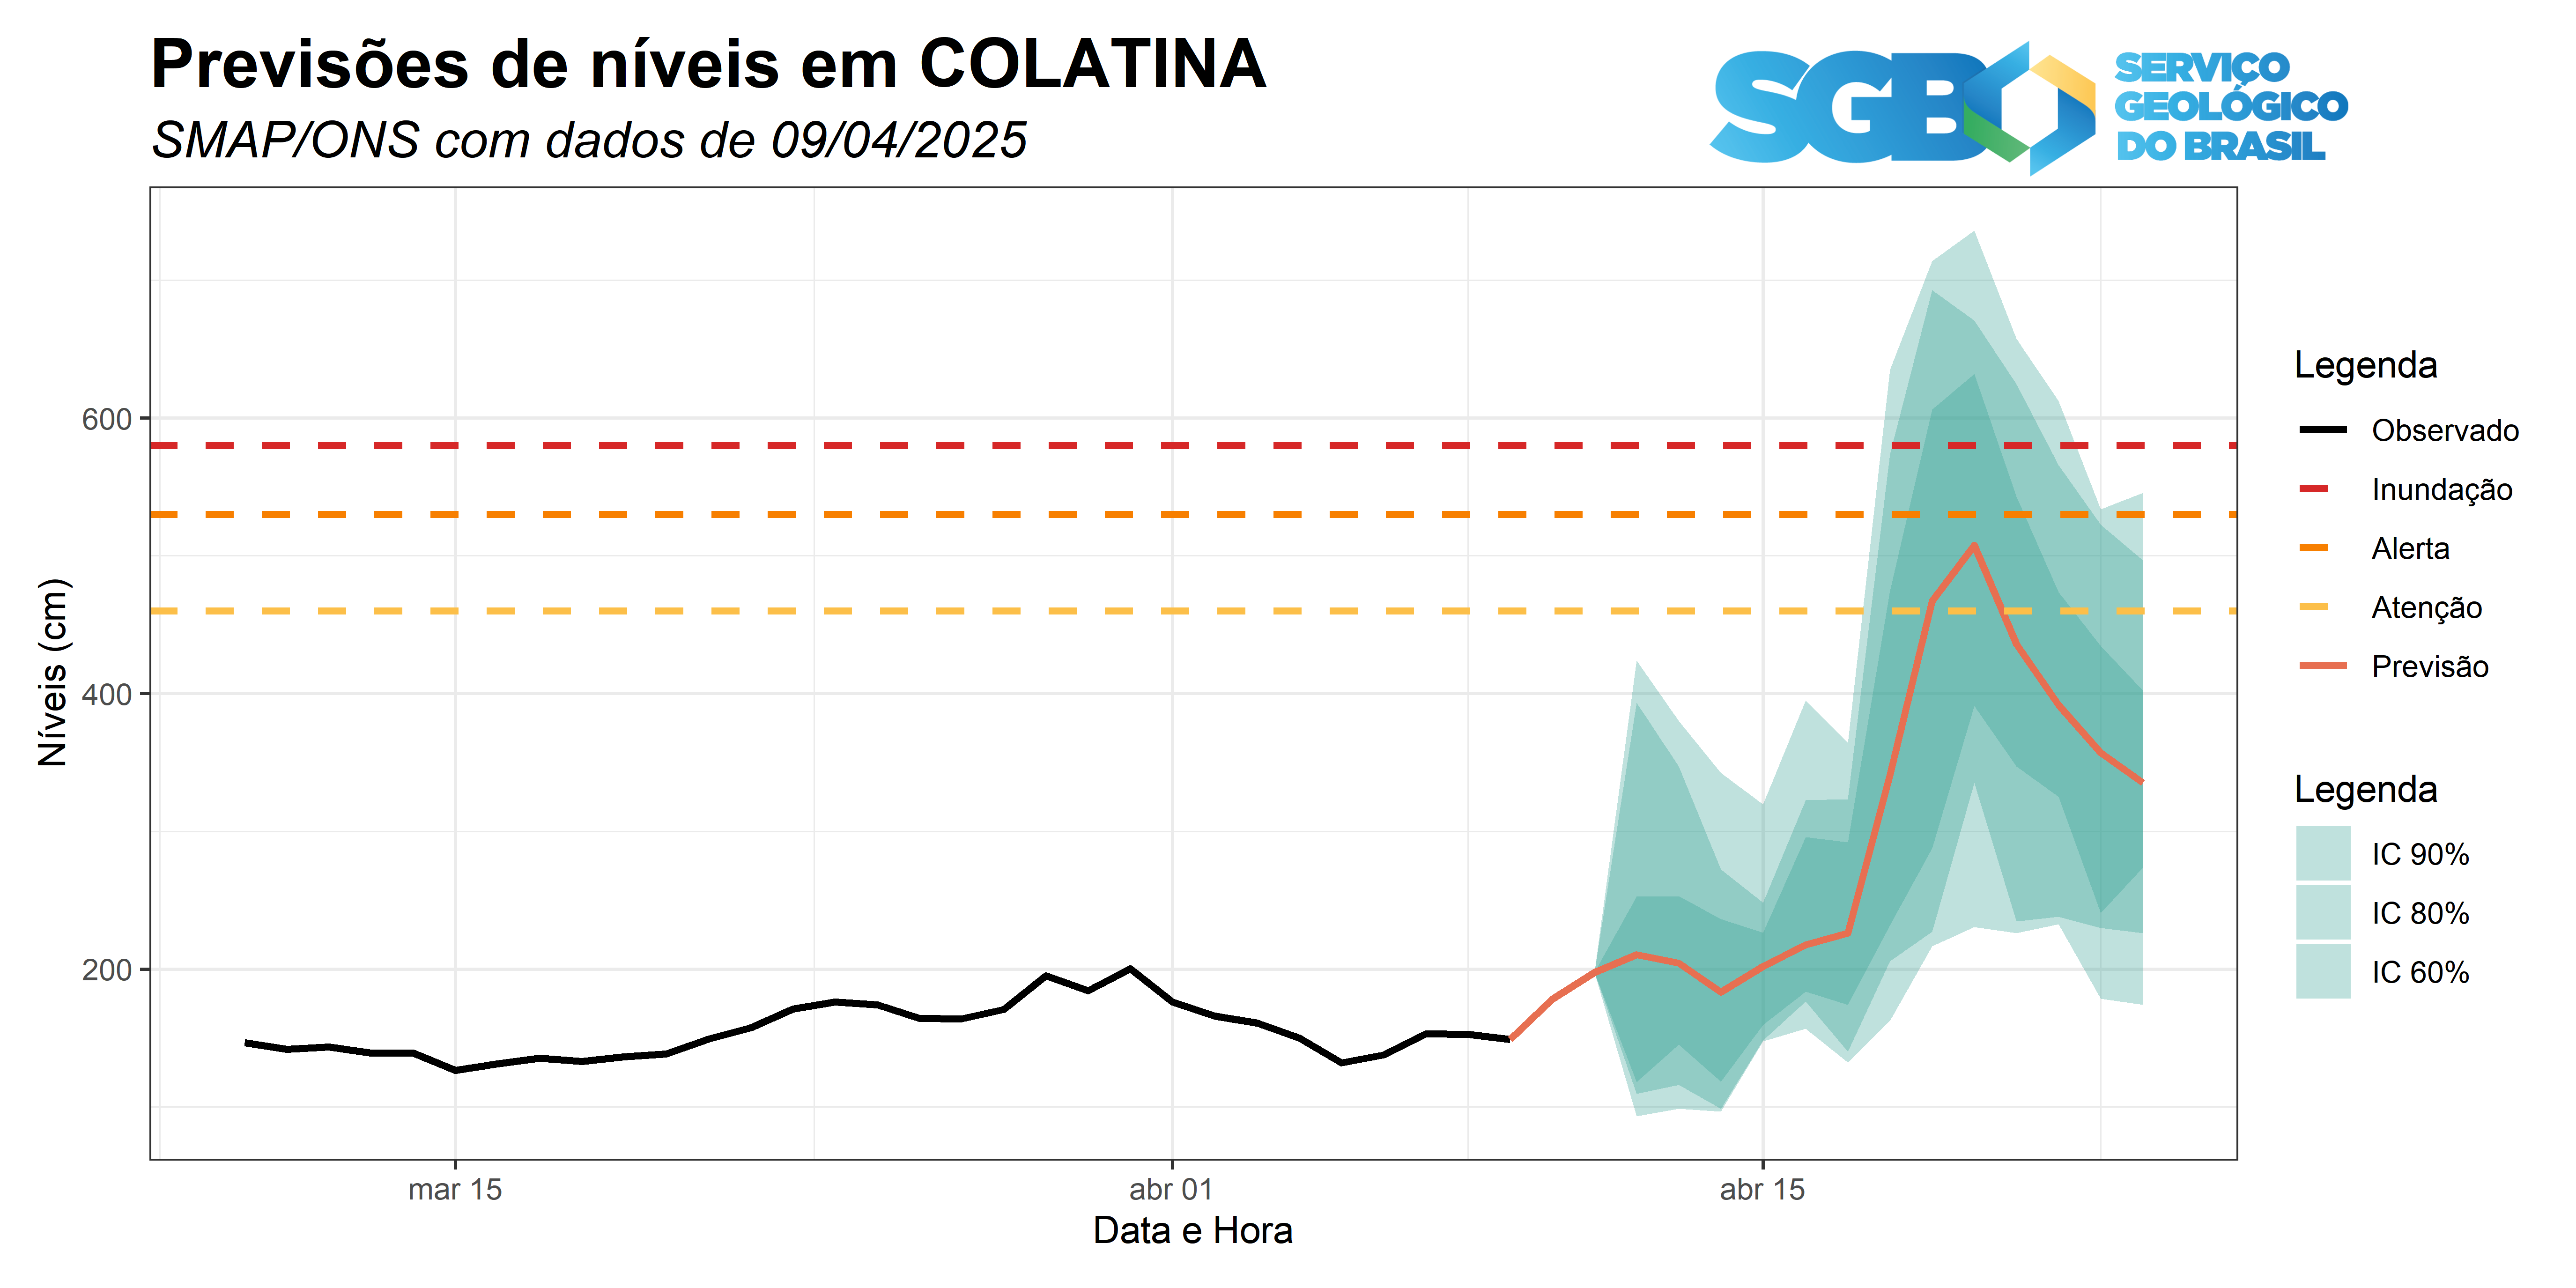 Previsões de níveis em COLATINA
SMAP/ONS com dados de 09/04/2025
SGB
SERVIÇO
GEOLÓGICO
DO BRASIL
Níveis (cm)
600
400
200
mar 15
abr 01
abr 15
Data e Hora
Legenda
Observado
Inundação
Alerta
Atenção
Previsão
Legenda
IC 90%
IC 80%
IC 60%